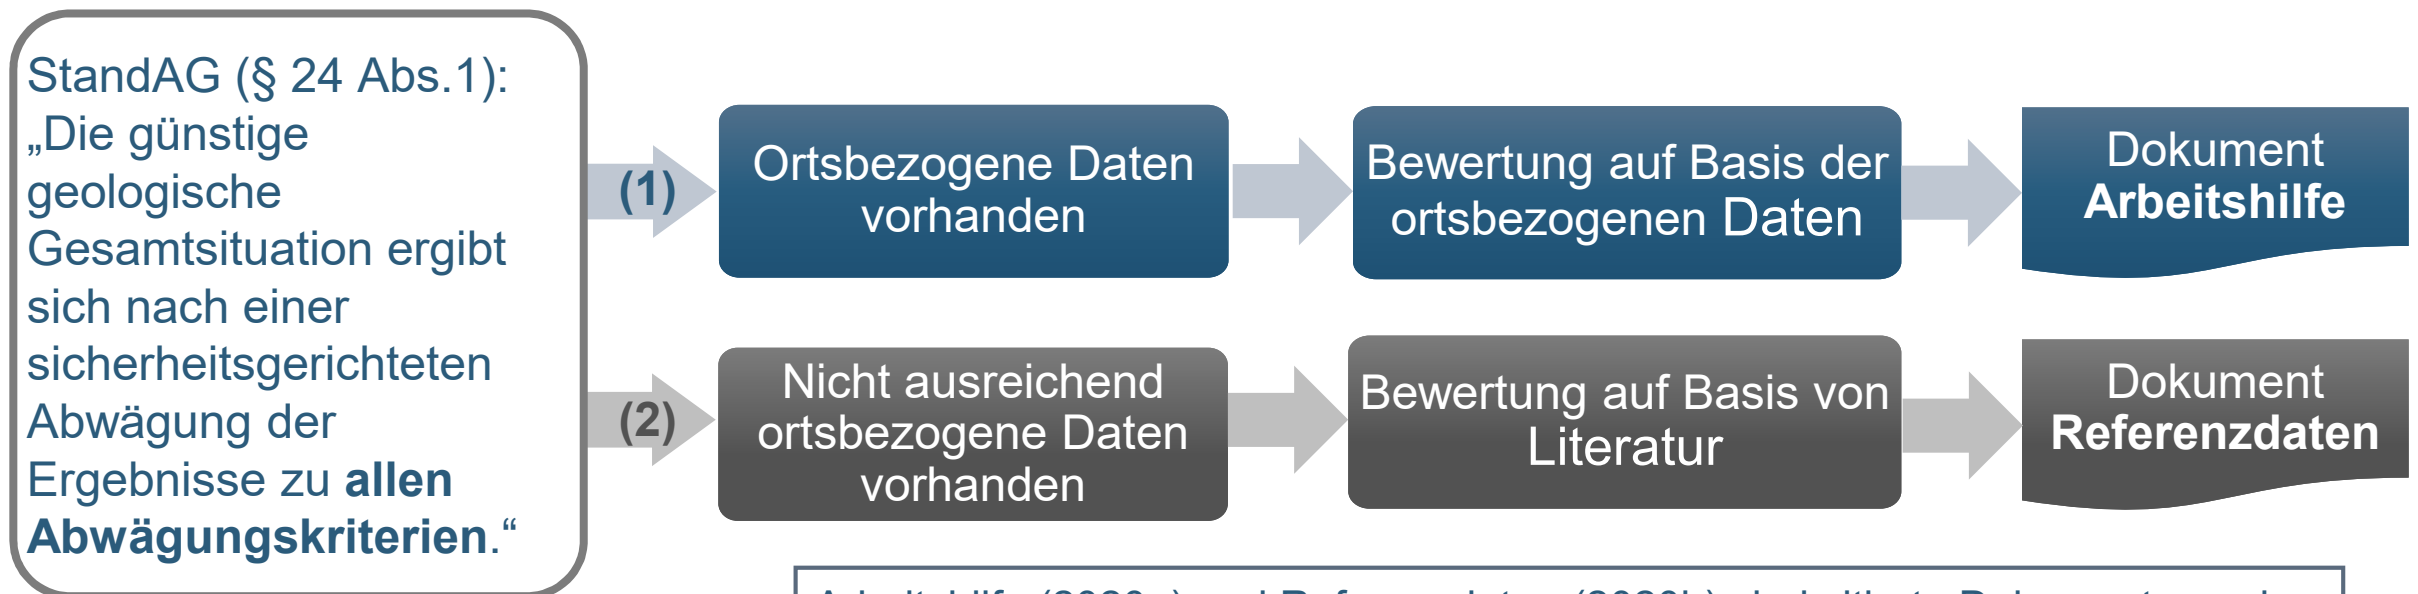 StandAG (§ 24 Abs.1):
„Die günstige
geologische
Gesamtsituation ergibt
sich nach einer
sicherheitsgerichteten
Abwägung der
Ergebnisse zu allen
Abwägungskriterien.“
(1)
Ortsbezogene Daten
vorhanden
Bewertung auf Basis der
ortsbezogenen Daten
Dokument
Arbeitshilfe
(2)
Nicht ausreichend
ortsbezogene Daten
vorhanden
Bewertung auf Basis von
Literatur
Dokument
Referenzdaten